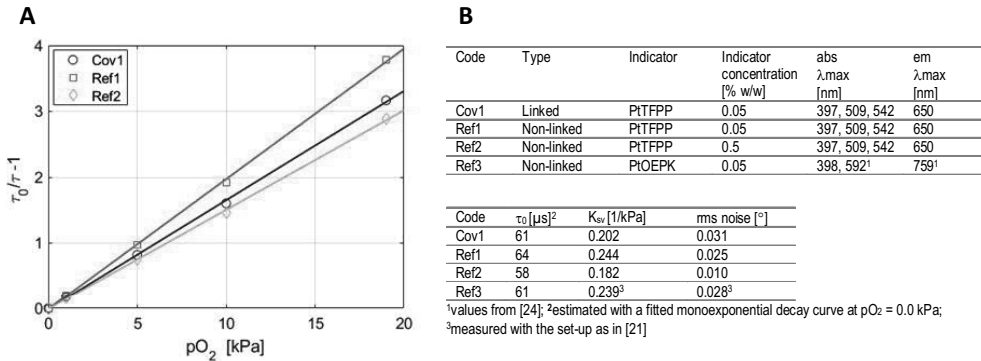 A
B
4
3
2
1
0
0
5
10
15
20
τ₀/τ -1
pO₂ [kPa]
Cov1
Ref1
Ref2
Code Type Indicator Indicator concentration [% w/w] abs λmax [nm] em λmax [nm]
Cov1 Linked PtTFPP 0.05 397, 509, 542 650
Ref1 Non-linked PtTFPP 0.05 397, 509, 542 650
Ref2 Non-linked PtTFPP 0.5 397, 509, 542 650
Ref3 Non-linked PtOEPK 0.05 398, 592¹ 759¹
Code τ₀ [µs]² Kₛᵥ [1/kPa] rms noise [°]
Cov1 61 0.202 0.031
Ref1 64 0.244 0.025
Ref2 58 0.182 0.010
Ref3 61 0.239³ 0.028³
¹values from [24]; ²estimated with a fitted monoexponential decay curve at pO₂ = 0.0 kPa;
³measured with the set-up as in [21]